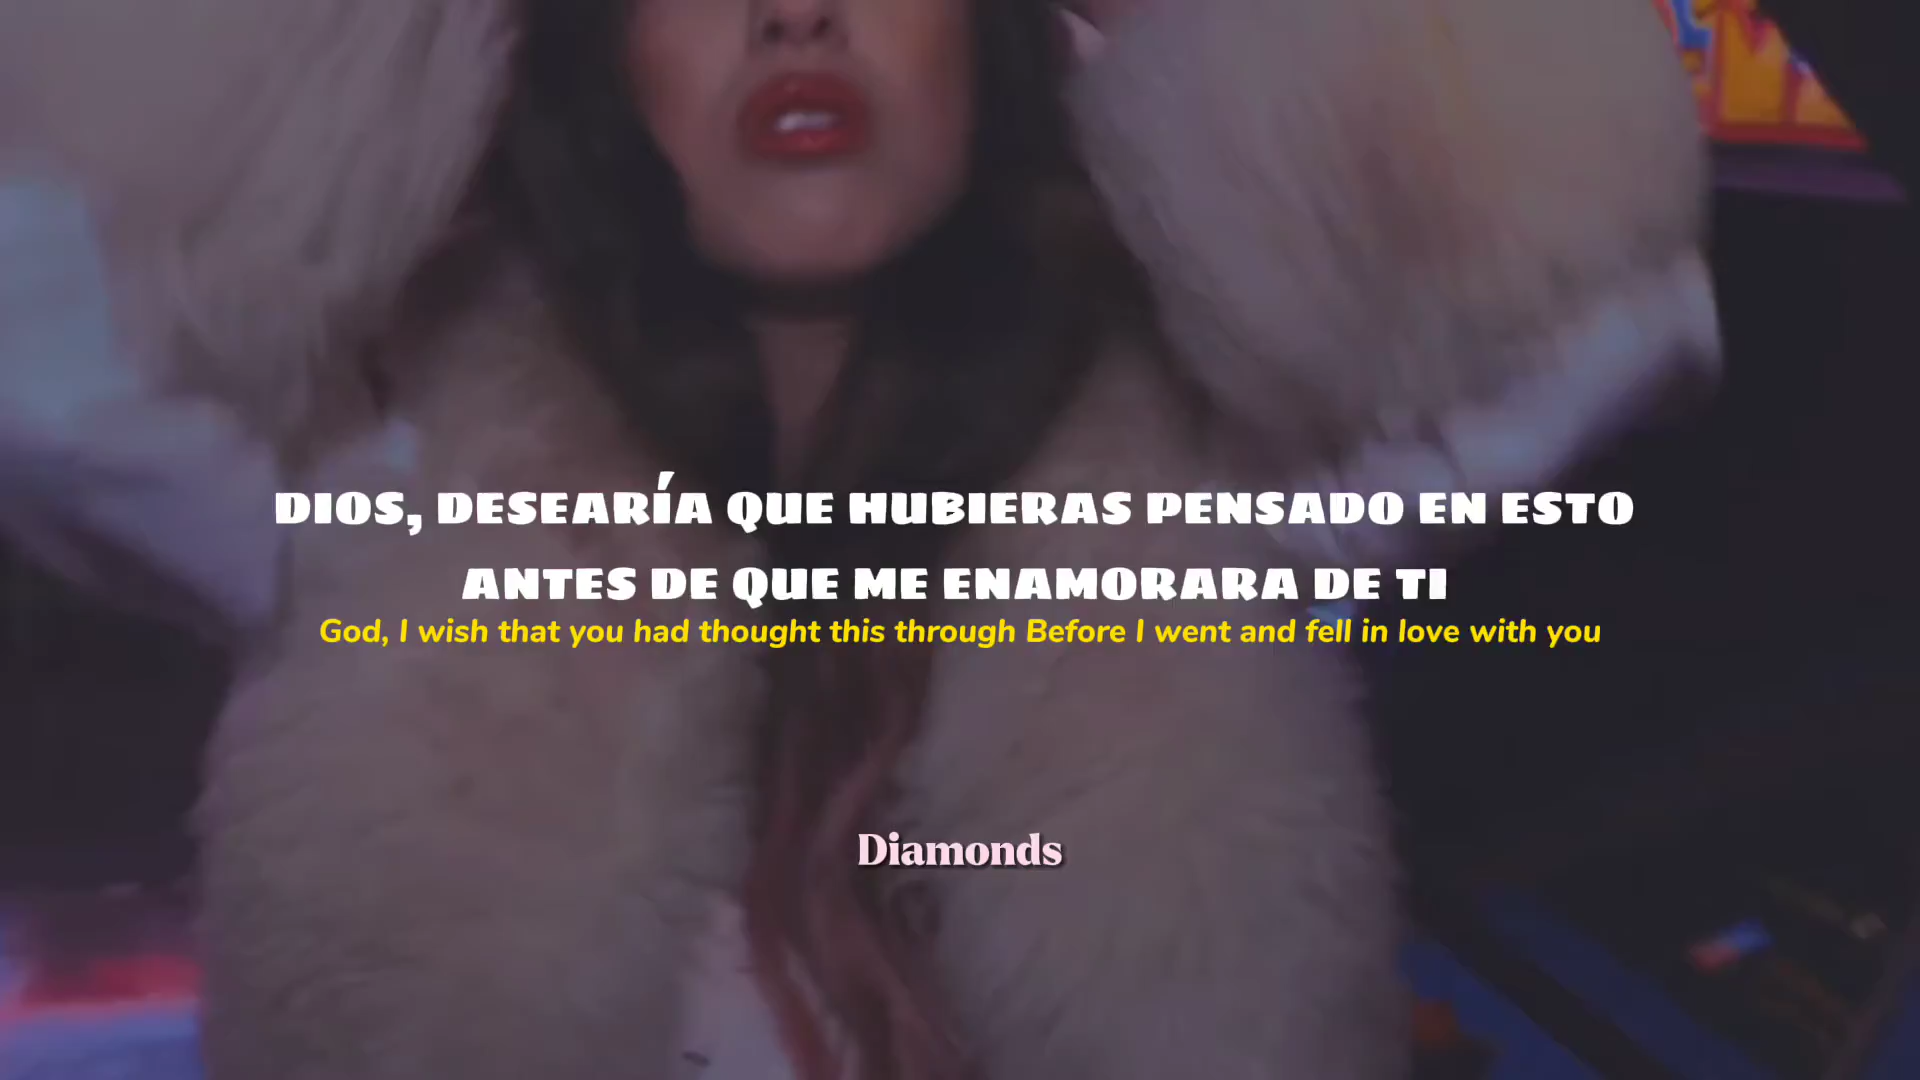 DIOS, DESEARÍA QUE HUBIERAS PENSADO EN ESTO
ANTES DE QUE ME ENAMORARA DE TI
God, I wish that you had thought this through Before I went and fell in love with you
Diamonds